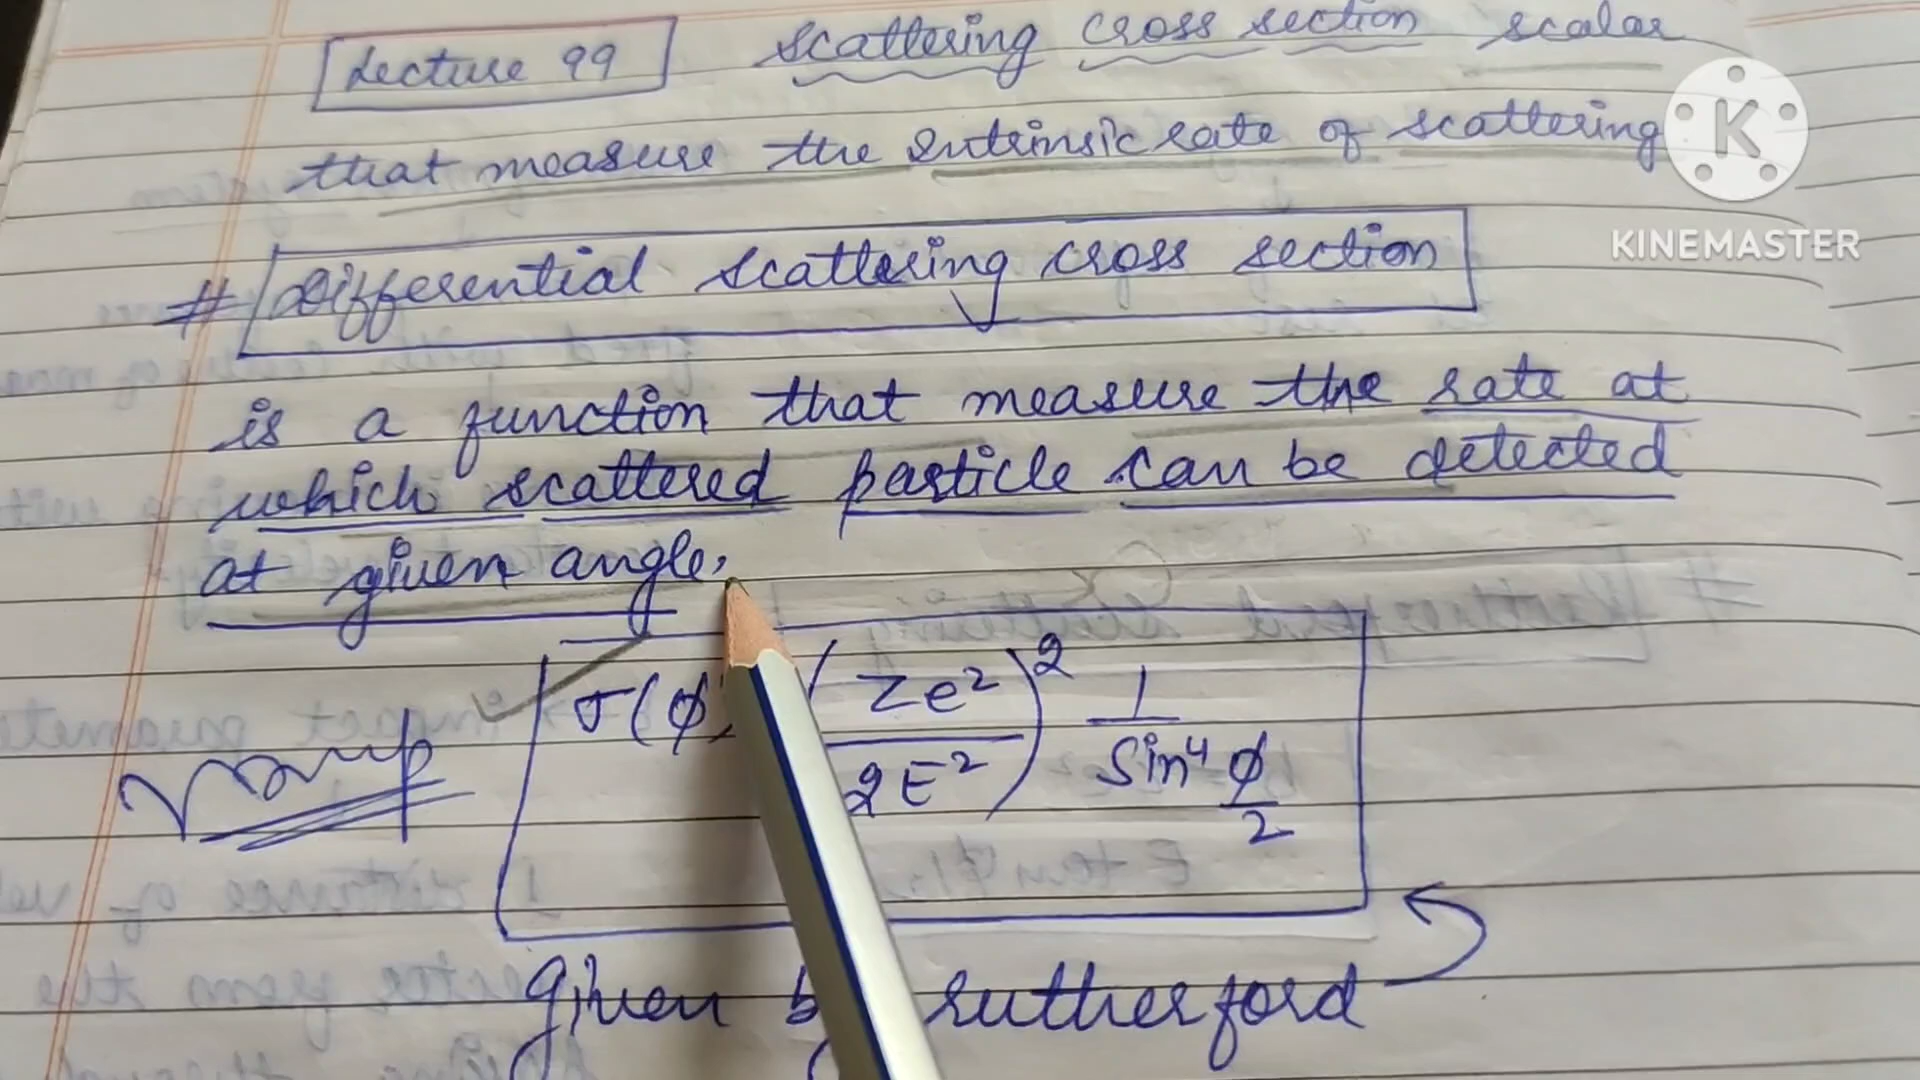 Lecture 99 scattering cross section scalar
that measure the intrinsic rate of scattering
K
KINEMASTER
# Differential scattering cross section
is a function that measure the rate at
which scattered particle can be detected
at given angle.
σ(ϕ) (Ze²/2E²)² 1/Sin⁴ ϕ/2
Vamp
given by rutherford